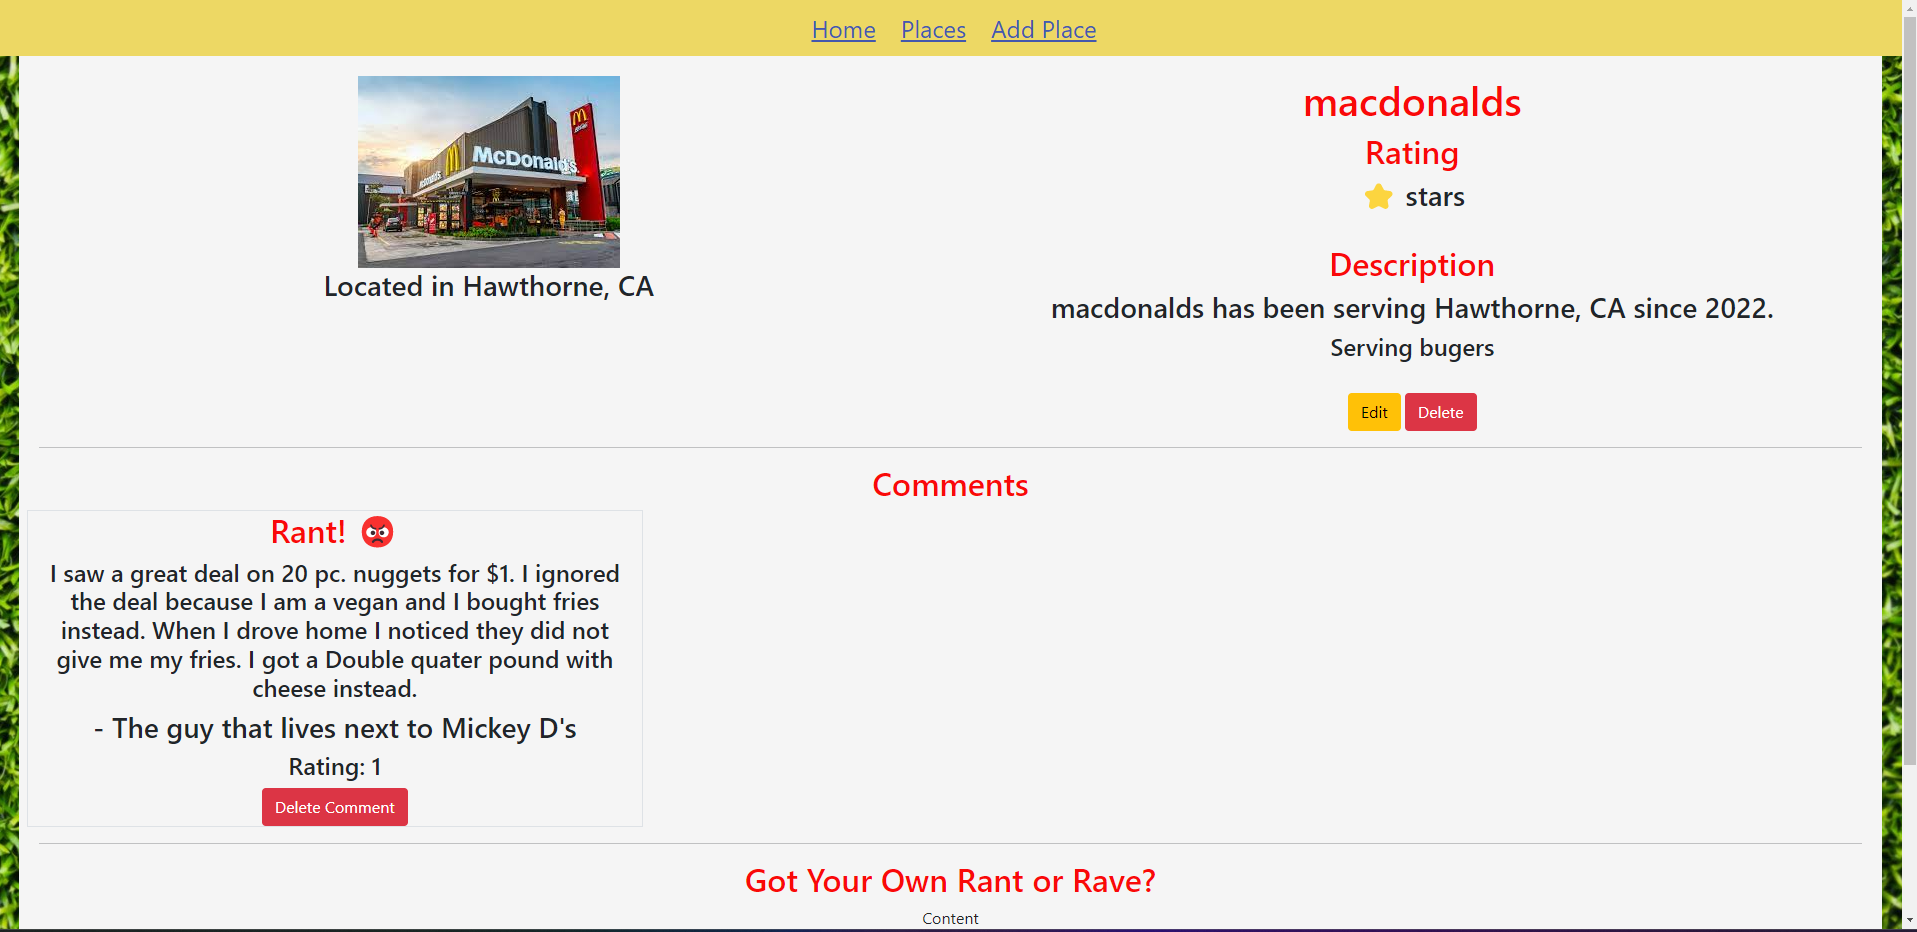 Home Places Add Place
McDonald's
McDonald's
Located in Hawthorne, CA
macdonalds
Rating
⭐ stars
Description
macdonalds has been serving Hawthorne, CA since 2022.
Serving bugers
Edit Delete
Comments
Rant! 😡
I saw a great deal on 20 pc. nuggets for $1. I ignored
the deal because I am a vegan and I bought fries
instead. When I drove home I noticed they did not
give me my fries. I got a Double quater pound with
cheese instead.
- The guy that lives next to Mickey D's
Rating: 1
Delete Comment
Got Your Own Rant or Rave?
Content